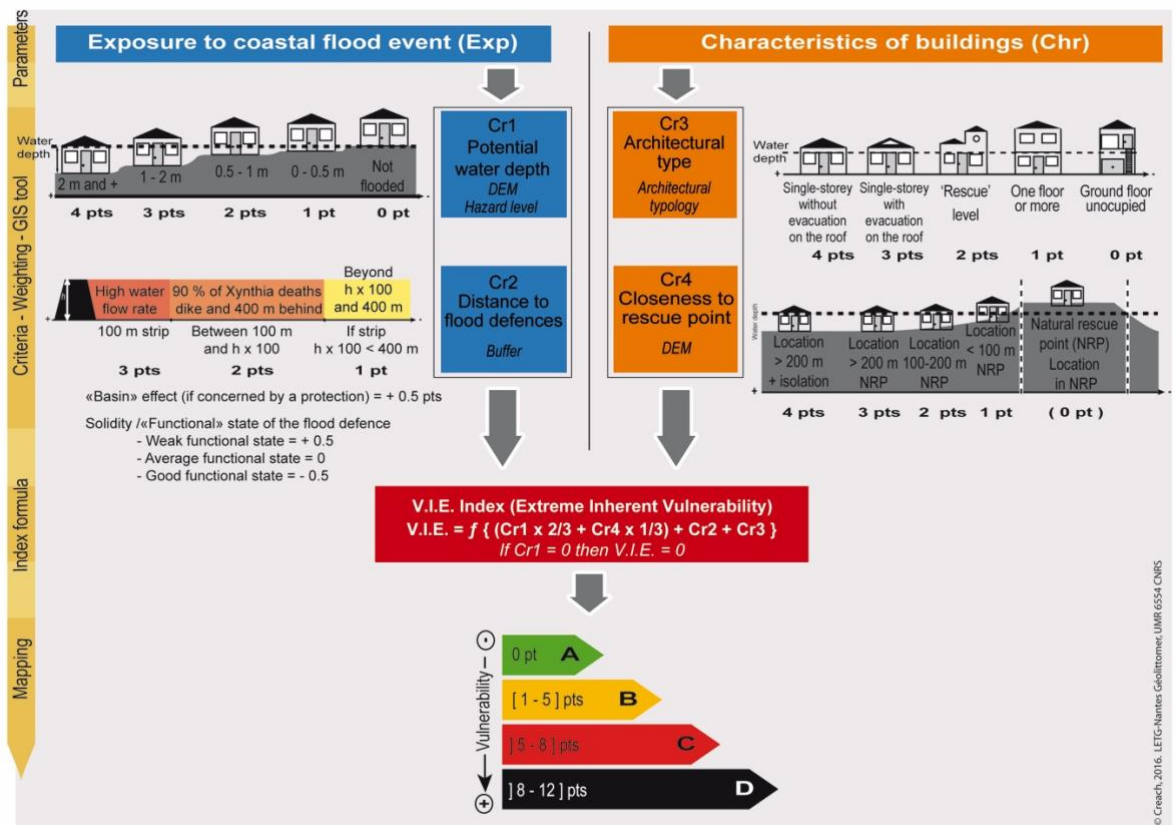 Parameters
Exposure to coastal flood event (Exp)
Characteristics of buildings (Chr)
Criteria - Weighting - GIS tool
Water
depth
2 m and +
1 - 2 m
0.5 - 1 m
0 - 0.5 m
Not
flooded
4 pts
3 pts
2 pts
1 pt
0 pt
Cr1
Potential
water depth
DEM
Hazard level
Cr3
Architectural
type
Architectural
typology
Water
depth
Single-storey
without
evacuation
on the roof
Single-storey
with
evacuation
on the roof
'Rescue'
level
One floor
or more
Ground floor
unocupied
4 pts
3 pts
2 pts
1 pt
0 pt
h
High water
flow rate
90 % of Xynthia deaths
dike and 400 m behind
Beyond
h x 100
and 400 m
100 m strip
Between 100 m
and h x 100
If strip
h x 100 < 400 m
3 pts
2 pts
1 pt
«Basin» effect (if concerned by a protection) = + 0.5 pts
Solidity /«Functional» state of the flood defence
- Weak functional state = + 0.5
- Average functional state = 0
- Good functional state = - 0.5
Cr2
Distance to
flood defences
Buffer
Cr4
Closeness to
rescue point
DEM
Water depth
Location
> 200 m
+ isolation
Location
> 200 m
NRP
Location
100-200 m
NRP
Location
< 100 m
NRP
Natural rescue
point (NRP)
Location
in NRP
4 pts
3 pts
2 pts
1 pt
( 0 pt )
Index formula
V.I.E. Index (Extreme Inherent Vulnerability)
V.I.E. = ƒ { (Cr1 x 2/3 + Cr4 x 1/3) + Cr2 + Cr3 }
If Cr1 = 0 then V.I.E. = 0
Mapping
Vulnerability
0 pt A
[ 1 - 5 ] pts B
] 5 - 8 ] pts C
] 8 - 12 ] pts D
© Creach, 2016. LETG-Nantes Géolittomer, UMR 6554 CNRS